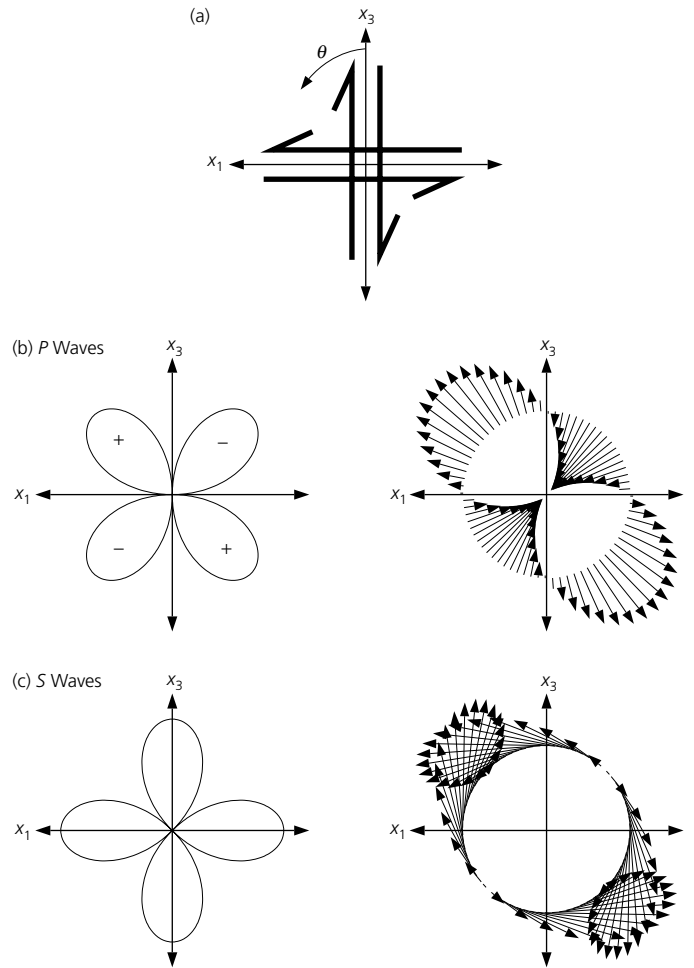 (a)
x3
θ
x1
(b) P Waves
x3
x3
+
–
x1
x1
–
+
(c) S Waves
x3
x3
x1
x1